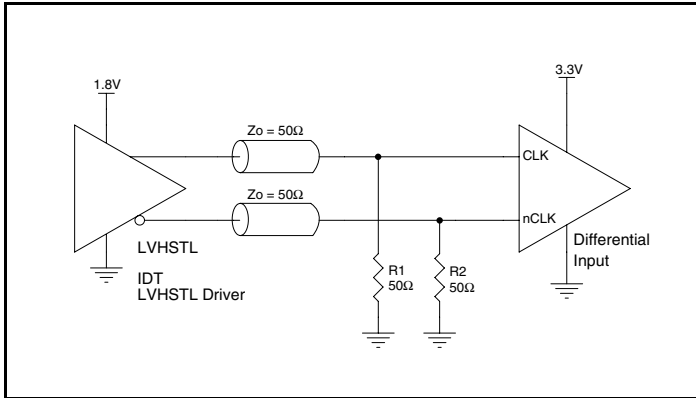 1.8V
3.3V
Zo = 50Ω
CLK
Zo = 50Ω
nCLK
LVHSTL
Differential
Input
IDT
LVHSTL Driver
R1
50Ω
R2
50Ω